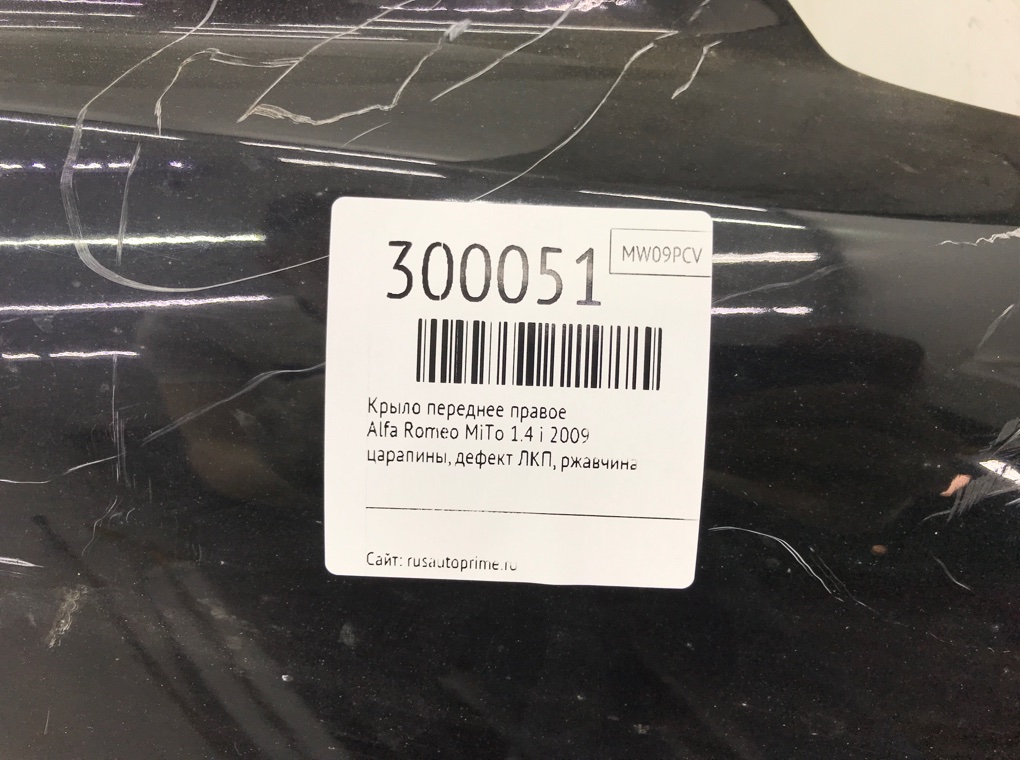 300051
MW09PCV
Крыло переднее правое
Alfa Romeo MiTo 1.4 i 2009
царапины, дефект ЛКП, ржавчина
Сайт: rusautoprime.ru